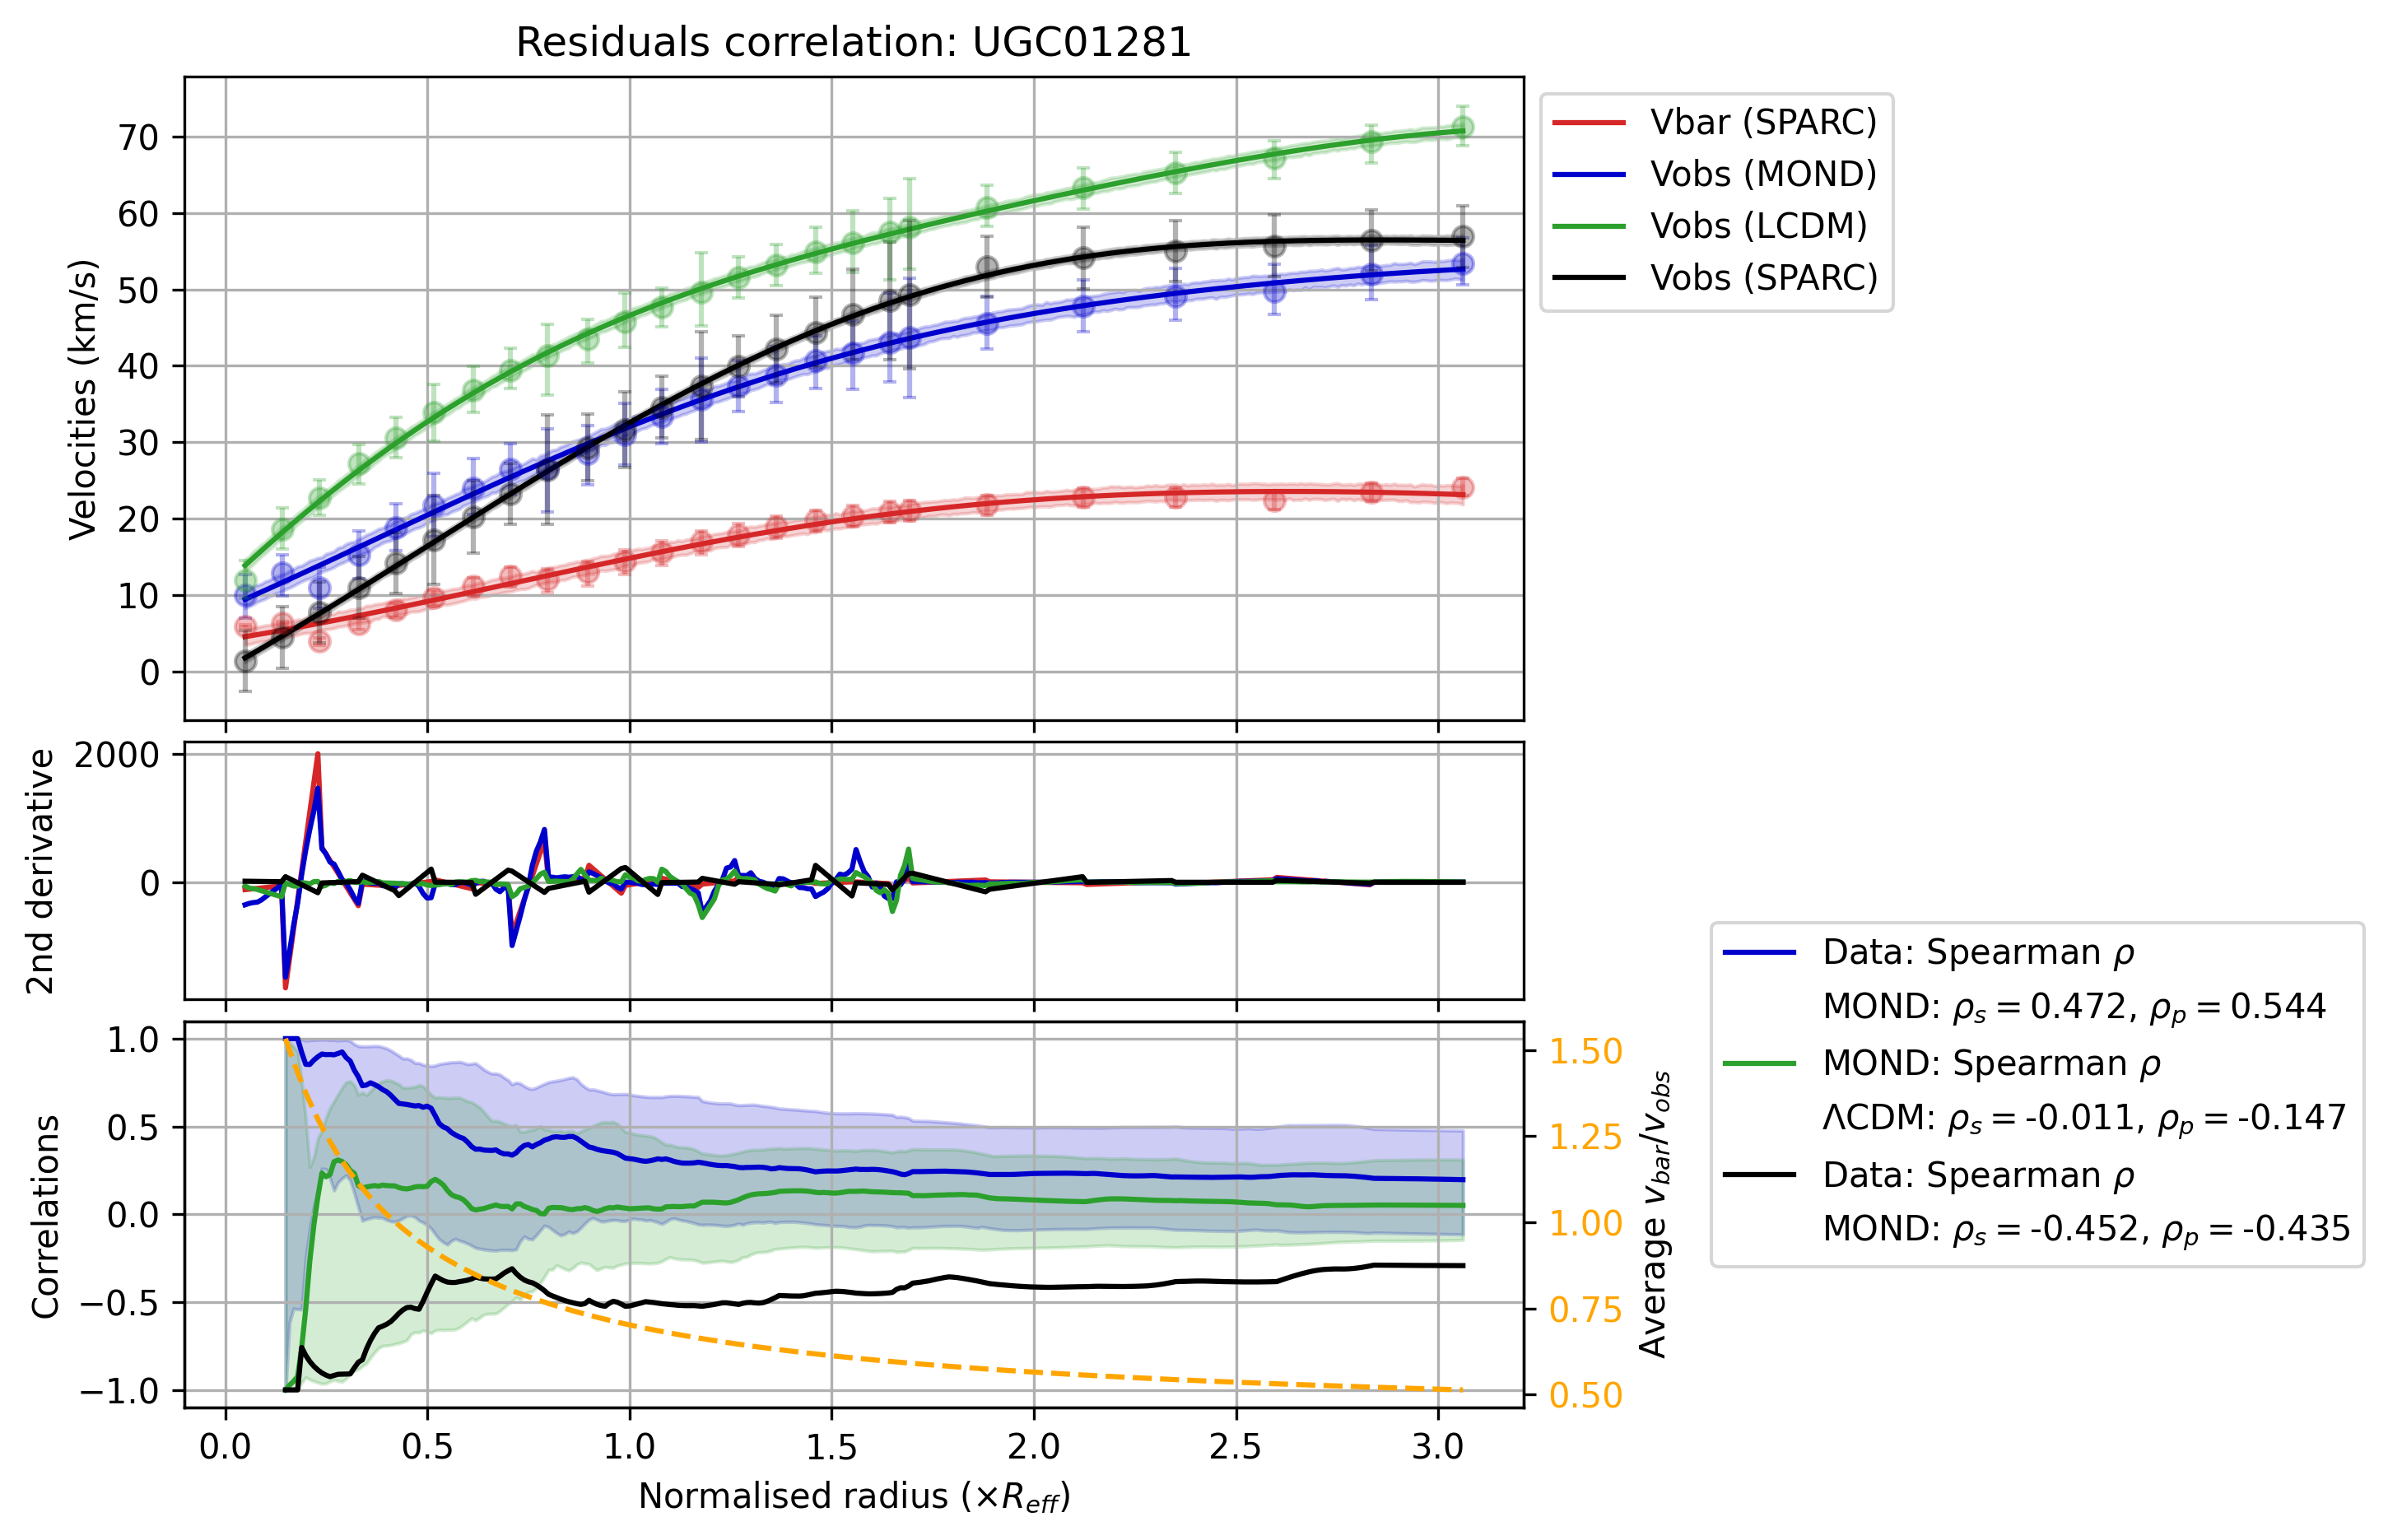 Residuals correlation: UGC01281
Velocities (km/s)
70
60
50
40
30
20
10
0
Vbar (SPARC)
Vobs (MOND)
Vobs (LCDM)
Vobs (SPARC)
2nd derivative
2000
0
Correlations
1.0
0.5
0.0
−0.5
−1.0
1.50
1.25
1.00
0.75
0.50
Average v_bar/v_obs
Data: Spearman ρ
MOND: ρ_s = 0.472, ρ_p = 0.544
MOND: Spearman ρ
ΛCDM: ρ_s = -0.011, ρ_p = -0.147
Data: Spearman ρ
MOND: ρ_s = -0.452, ρ_p = -0.435
0.0 0.5 1.0 1.5 2.0 2.5 3.0
Normalised radius (×R_eff)